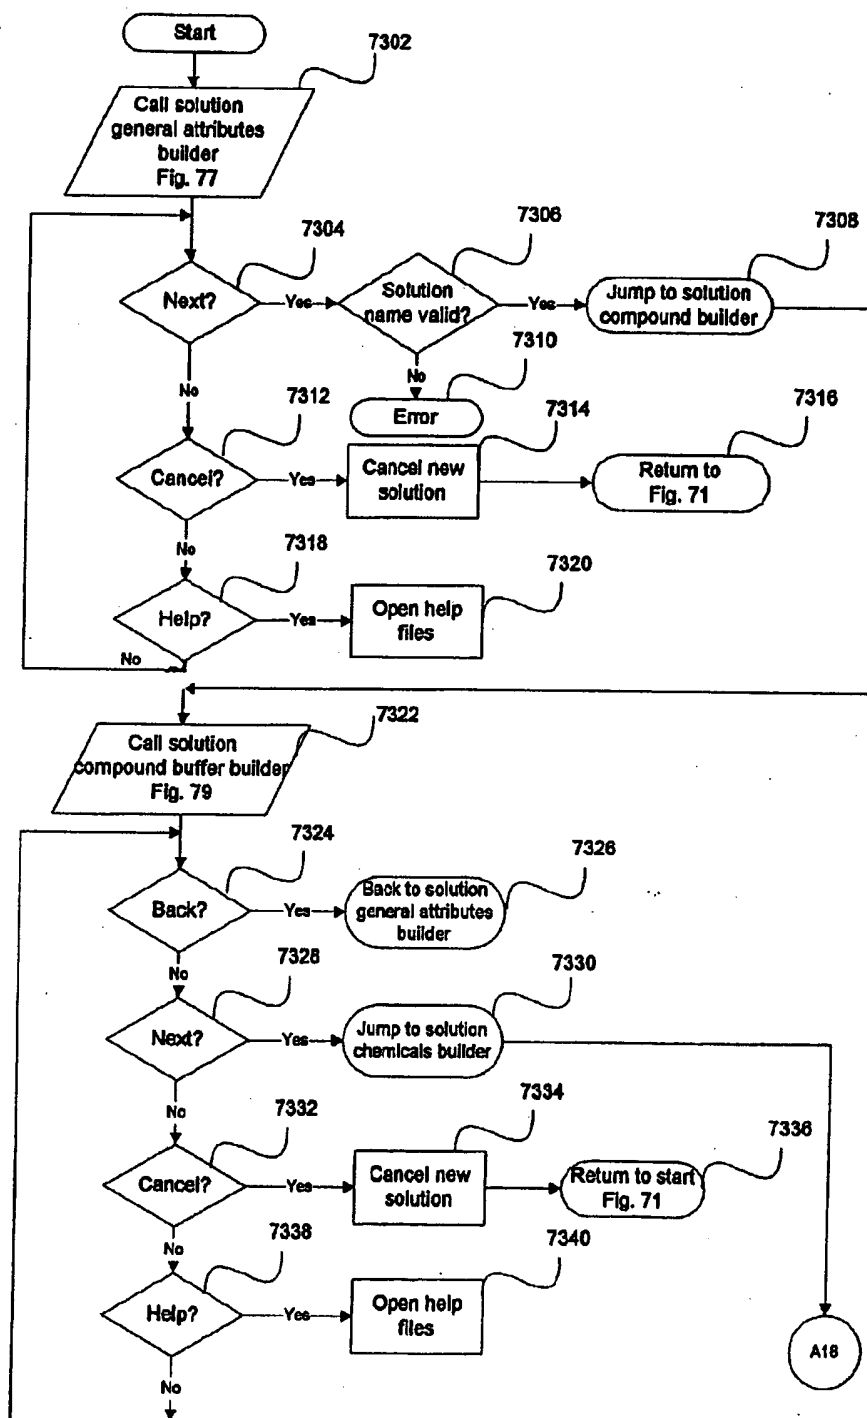 Start
7302
Call solution
general attributes
builder
Fig. 77
7304
7306
7308
Next?
Yes
Solution
name valid?
Yes
Jump to solution
compound builder
No
No
7310
Error
7312
7314
7316
Cancel?
Yes
Cancel new
solution
Return to
Fig. 71
No
7318
7320
Help?
Yes
Open help
files
No
7322
Call solution
compound buffer builder
Fig. 79
7324
7326
Back?
Yes
Back to solution
general attributes
builder
No
7328
7330
Next?
Yes
Jump to solution
chemicals builder
No
7332
7334
7336
Cancel?
Yes
Cancel new
solution
Return to start
Fig. 71
No
7338
7340
Help?
Yes
Open help
files
A18
No